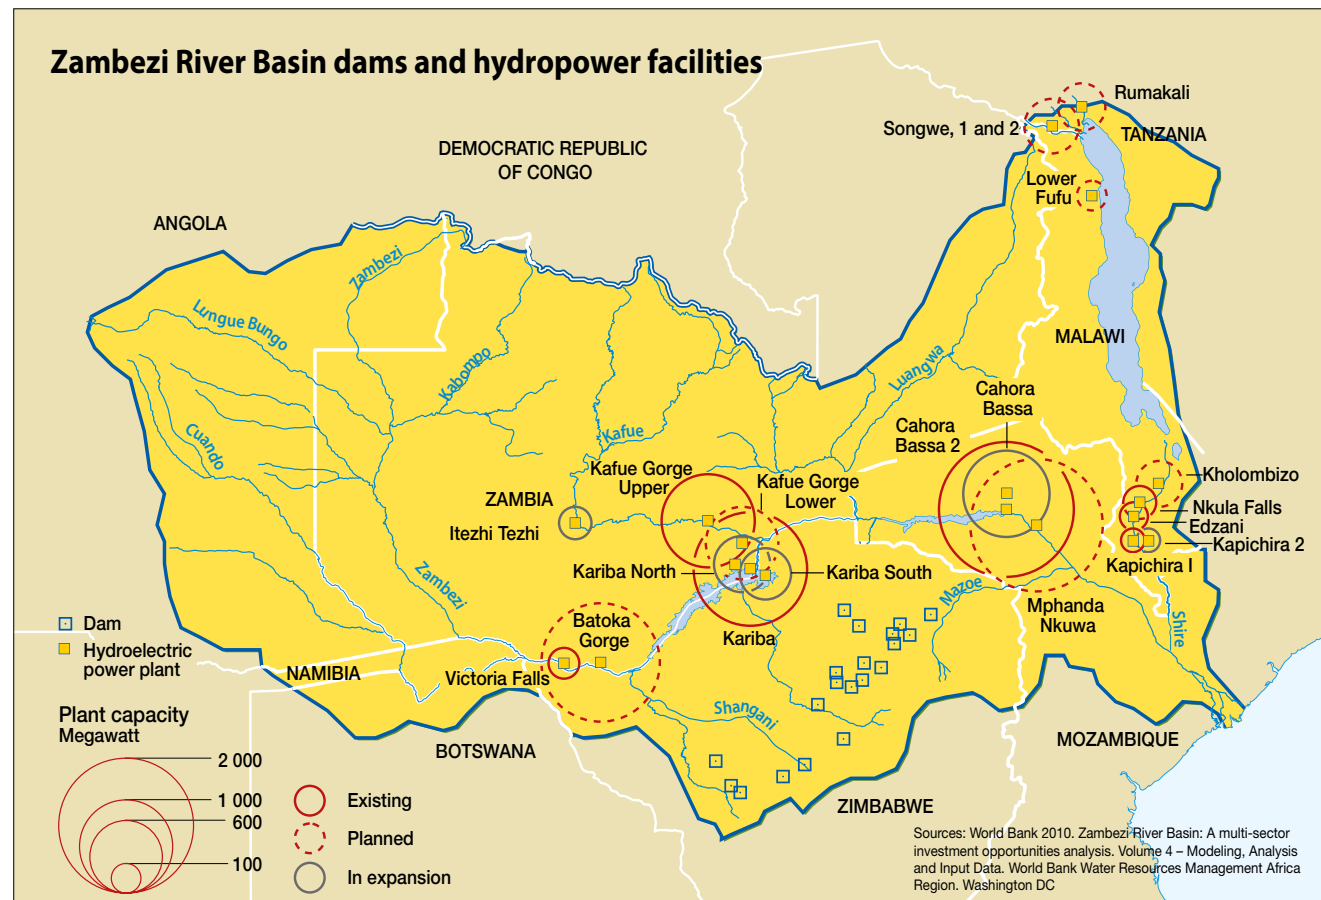 Zambezi River Basin dams and hydropower facilities
Rumakali
Songwe, 1 and 2
TANZANIA
DEMOCRATIC REPUBLIC
OF CONGO
Lower
Fufu
ANGOLA
Zambezi
Lungue Bungo
MALAWI
Kabompo
Luangwa
Cahora
Bassa
Cahora
Bassa 2
Cuando
Kafue
Kafue Gorge
Upper
Kafue Gorge
Lower
Kholombizo
ZAMBIA
Itezhi Tezhi
Nkula Falls
Edzani
Kapichira 2
Kapichira I
Kariba North
Kariba South
Zambezi
Mazoe
Mphanda
Nkuwa
Shire
Batoka
Gorge
Kariba
Dam
Hydroelectric
power plant
NAMIBIA
Victoria Falls
Shangani
Plant capacity
Megawatt
BOTSWANA
MOZAMBIQUE
2 000
1 000
600
100
Existing
Planned
In expansion
ZIMBABWE
Sources: World Bank 2010. Zambezi River Basin: A multi-sector
investment opportunities analysis. Volume 4 – Modeling, Analysis
and Input Data. World Bank Water Resources Management Africa
Region. Washington DC